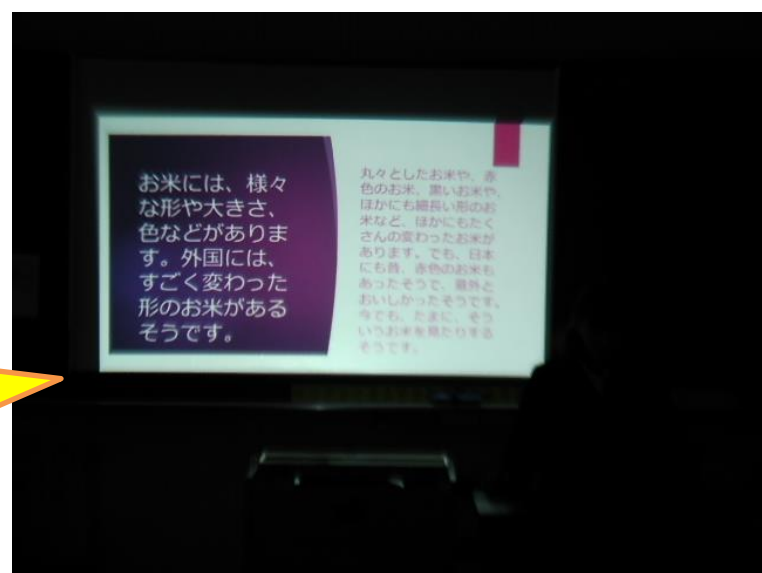 お米には、様々
な形や大きさ、
色などがありま
す。外国には、
すごく変わった
形のお米がある
そうです。
丸々としたお米や、赤
色のお米、黒いお米や、
ほかにも細長い形のお
米など、ほかにもたく
さんの変わったお米が
あります。でも、日本
にも昔、赤色のお米も
あったそうで、意外と
おいしかったそうです。
今でも、たまに、そう
いうお米を見たりする
そうです。